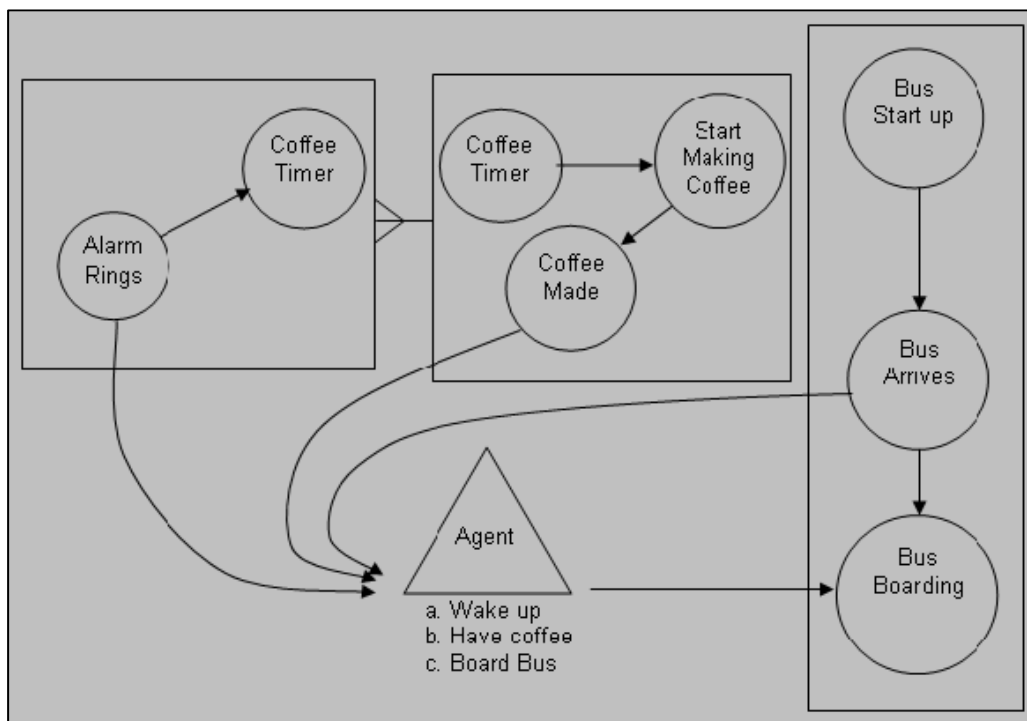 Coffee
Timer
Alarm
Rings
Coffee
Timer
Start
Making
Coffee
Coffee
Made
Bus
Start up
Bus
Arrives
Bus
Boarding
Agent
a. Wake up
b. Have coffee
c. Board Bus